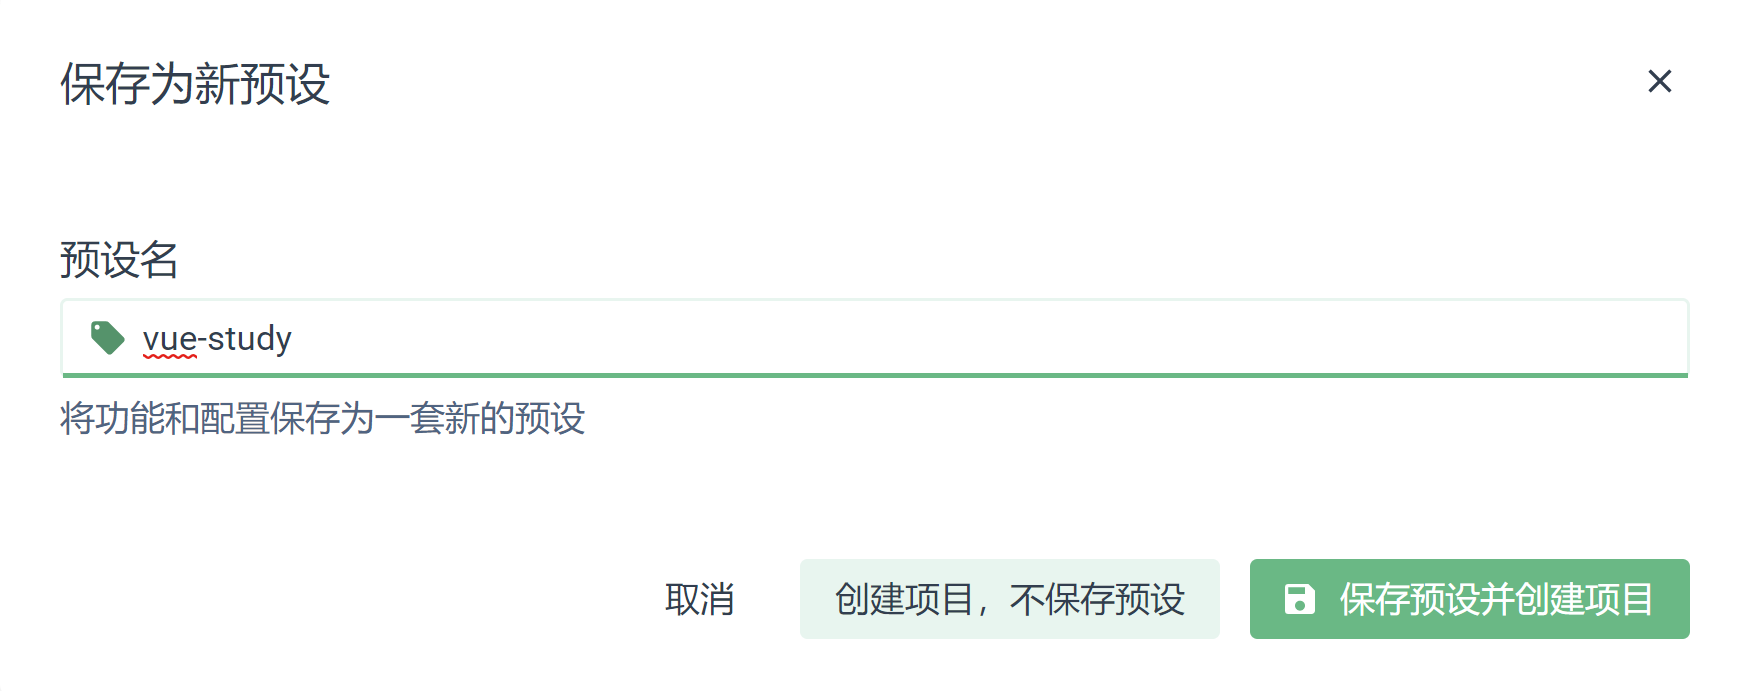 保存为新预设
预设名
vue-study
将功能和配置保存为一套新的预设
取消
创建项目，不保存预设
保存预设并创建项目